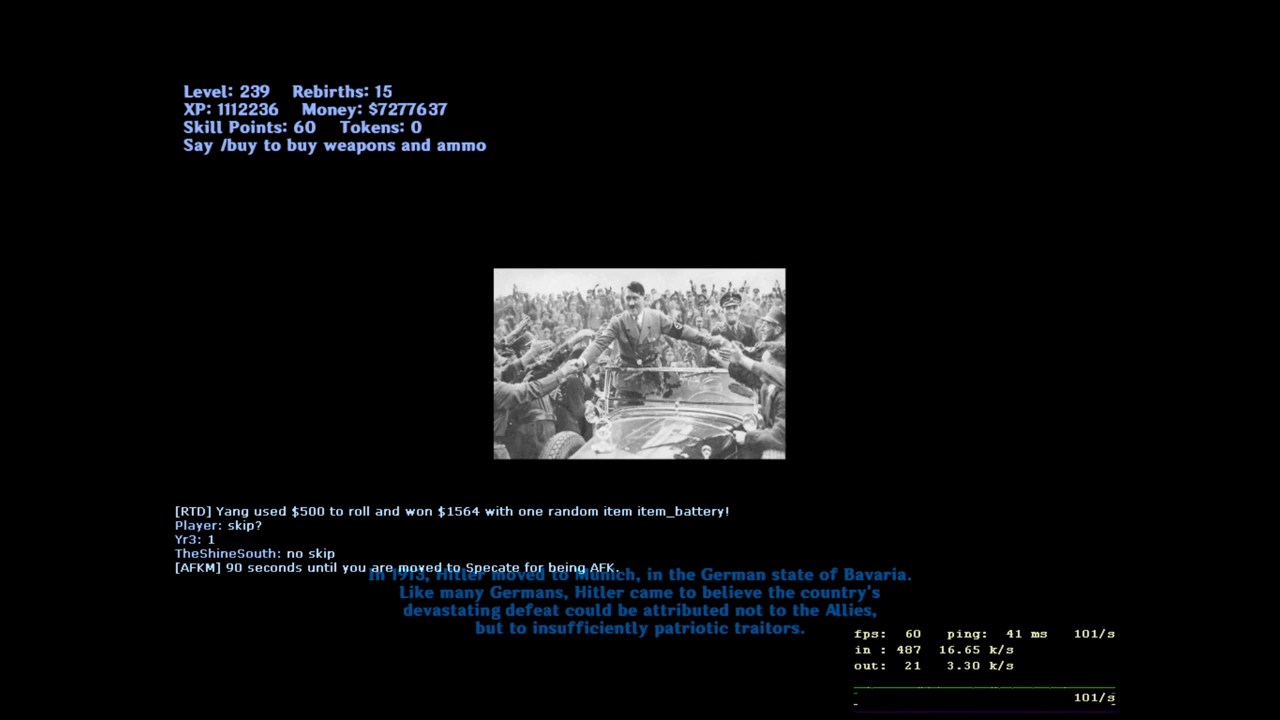 Level: 239 Rebirths: 15
XP: 1112236 Money: $7277637
Skill Points: 60 Tokens: 0
Say /buy to buy weapons and ammo
[RTD] Yang used $500 to roll and won $1564 with one random item item_battery!
Player: skip?
Yr3: 1
TheShineSouth: no skip
[AFKM] 90 seconds until you are moved to Specate for being AFK.
In 1913, Hitler moved to Munich, in the German state of Bavaria.
Like many Germans, Hitler came to believe the country's
devastating defeat could be attributed not to the Allies,
but to insufficiently patriotic traitors.
fps: 60 ping: 41 ms 101/s
in : 487 16.65 k/s
out: 21 3.30 k/s
101/s